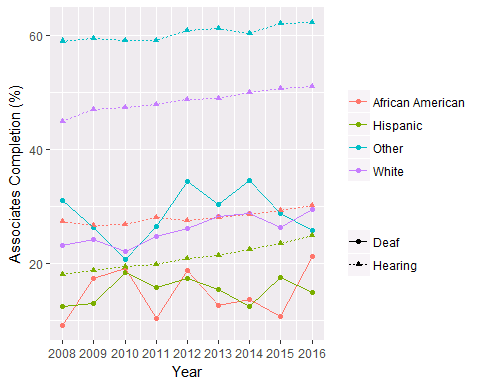 60
40
20
Associates Completion (%)
2008 2009 2010 2011 2012 2013 2014 2015 2016
Year
African American
Hispanic
Other
White
Deaf
Hearing